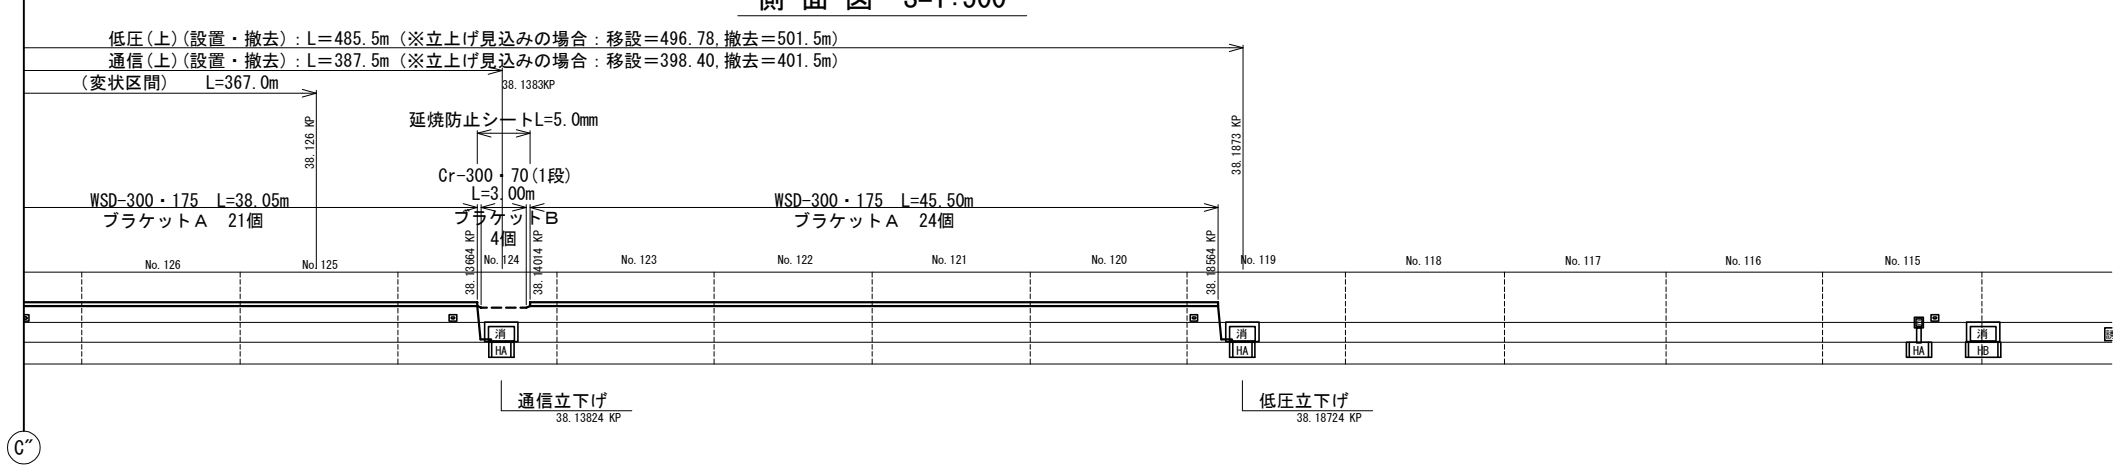 側 面 図 S=1:500
低圧(上)(設置・撤去)：L=485.5m (※立上げ見込みの場合：移設=496.78,撤去=501.5m)
通信(上)(設置・撤去)：L=387.5m (※立上げ見込みの場合：移設=398.40,撤去=401.5m)
(変状区間) L=367.0m
38.1383KP
38.126 KP
延焼防止シートL=5.0mm
38.1873 KP
Cr-300・70(1段)
L=3.00m
ブラケットB
4個
WSD-300・175 L=38.05m
ブラケットA 21個
WSD-300・175 L=45.50m
ブラケットA 24個
38.13664 KP
38.14014 KP
38.18564 KP
No.126 No.125 No.124 No.123 No.122 No.121 No.120 No.119 No.118 No.117 No.116 No.115
消 消 消
HA HA HA HB
通信立下げ
38.13824 KP
低圧立下げ
38.18724 KP
C″